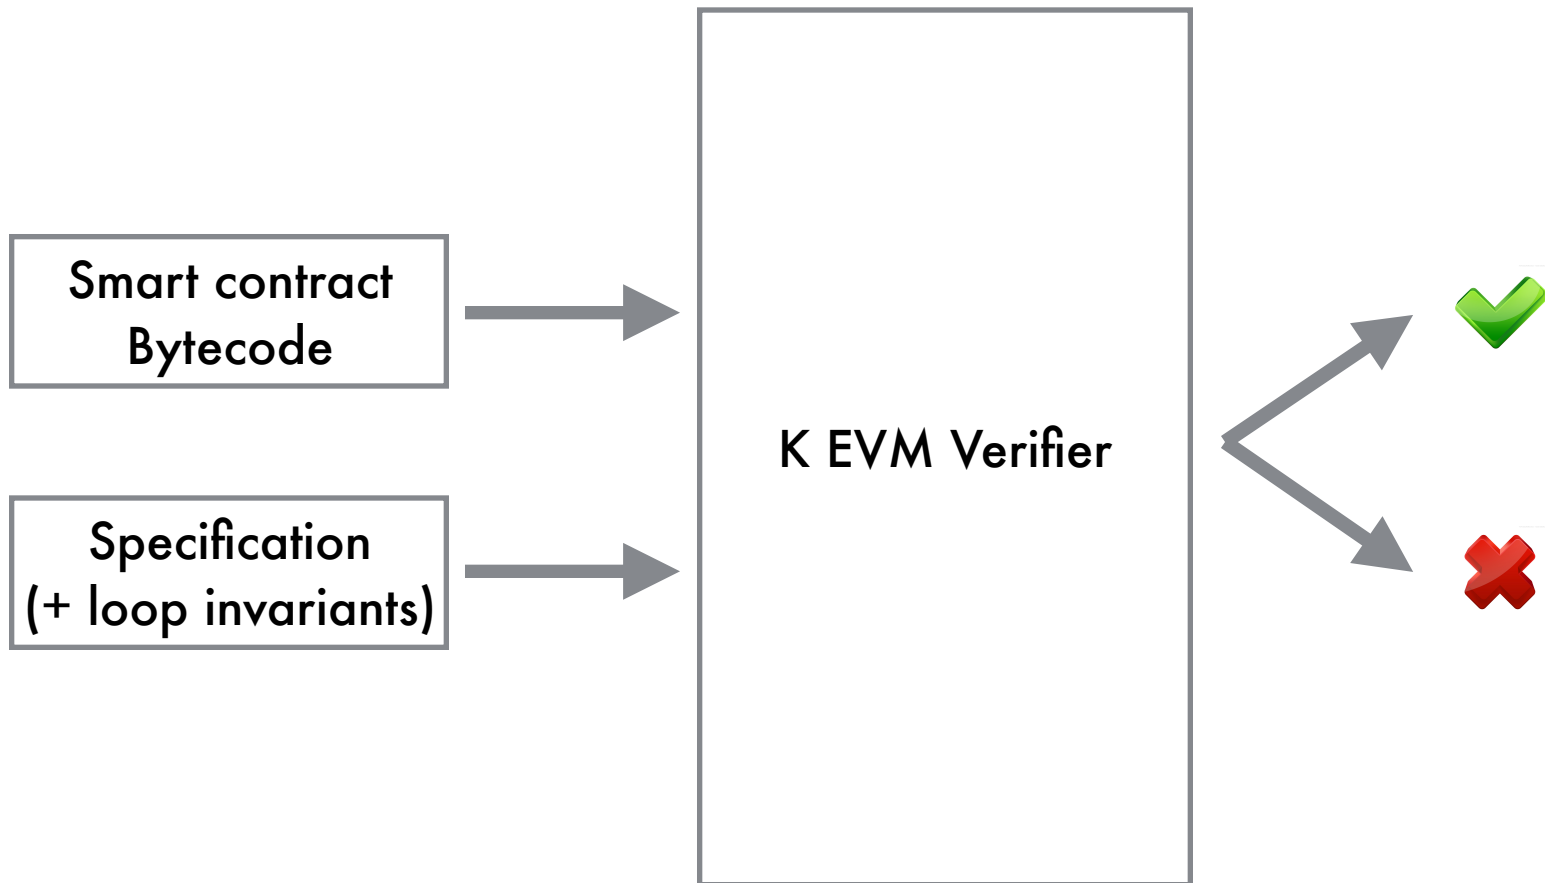 Smart contract
Bytecode
Specification
(+ loop invariants)
K EVM Verifier